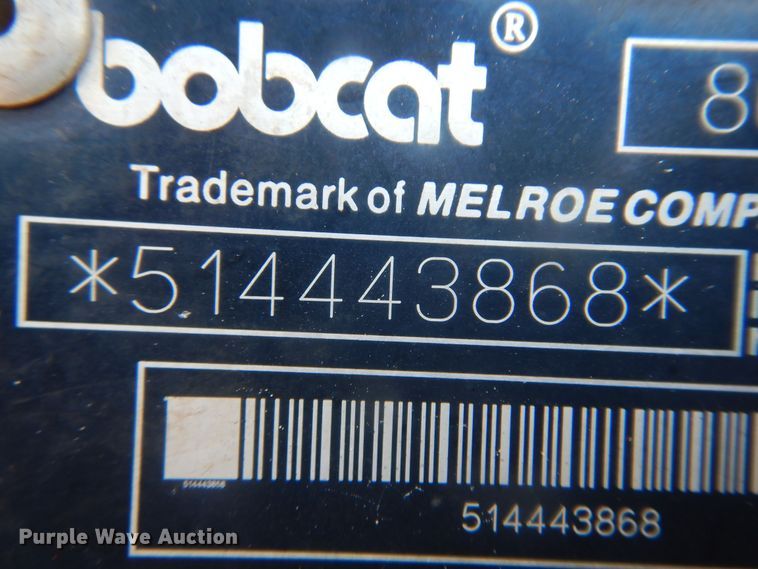 bobcat®
8
Trademark of MELROE COMP
*514443868*
514443868
514443868
Purple Wave Auction